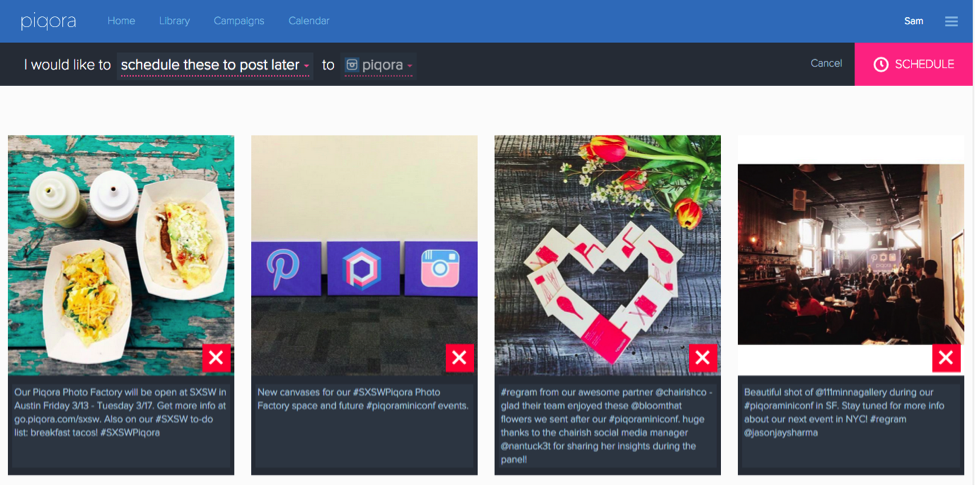 piqora
Home Library Campaigns Calendar
Sam
I would like to schedule these to post later to piqora
Cancel
SCHEDULE
Our Piqora Photo Factory will be open at SXSW in
Austin Friday 3/13 - Tuesday 3/17. Get more info at
go.piqora.com/sxsw. Also on our #SXSW to-do
list: breakfast tacos! #SXSWPiqora
New canvases for our #SXSWPiqora Photo
Factory space and future #piqoraminiconf events.
#regram from our awesome partner @chairishco -
glad their team enjoyed these @bloomthat
flowers we sent after our #piqoraminiconf. huge
thanks to the chairish social media manager
@nantuck3t for sharing her insights during the
panel!
Beautiful shot of @111minnagallery during our
#piqoraminiconf in SF. Stay tuned for more info
about our next event in NYC! #regram
@jasonjaysharma